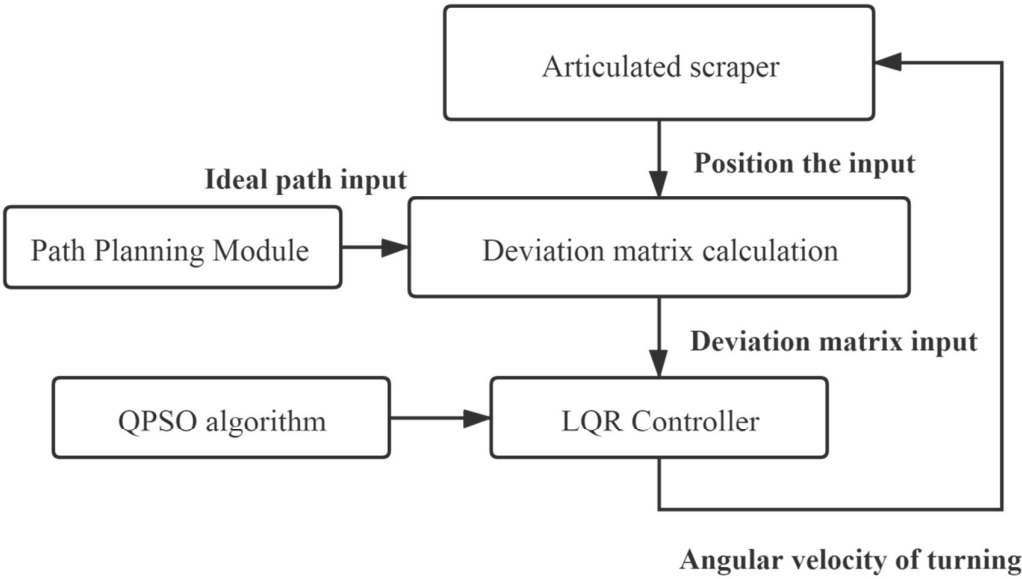 Articulated scraper
Position the input
Ideal path input
Path Planning Module
Deviation matrix calculation
Deviation matrix input
QPSO algorithm
LQR Controller
Angular velocity of turning